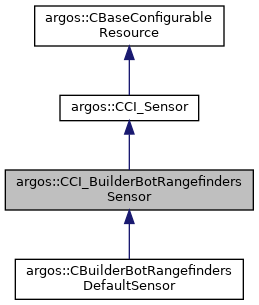 argos::CBaseConfigurable
Resource
argos::CCI_Sensor
argos::CCI_BuilderBotRangefinders
Sensor
argos::CBuilderBotRangefinders
DefaultSensor